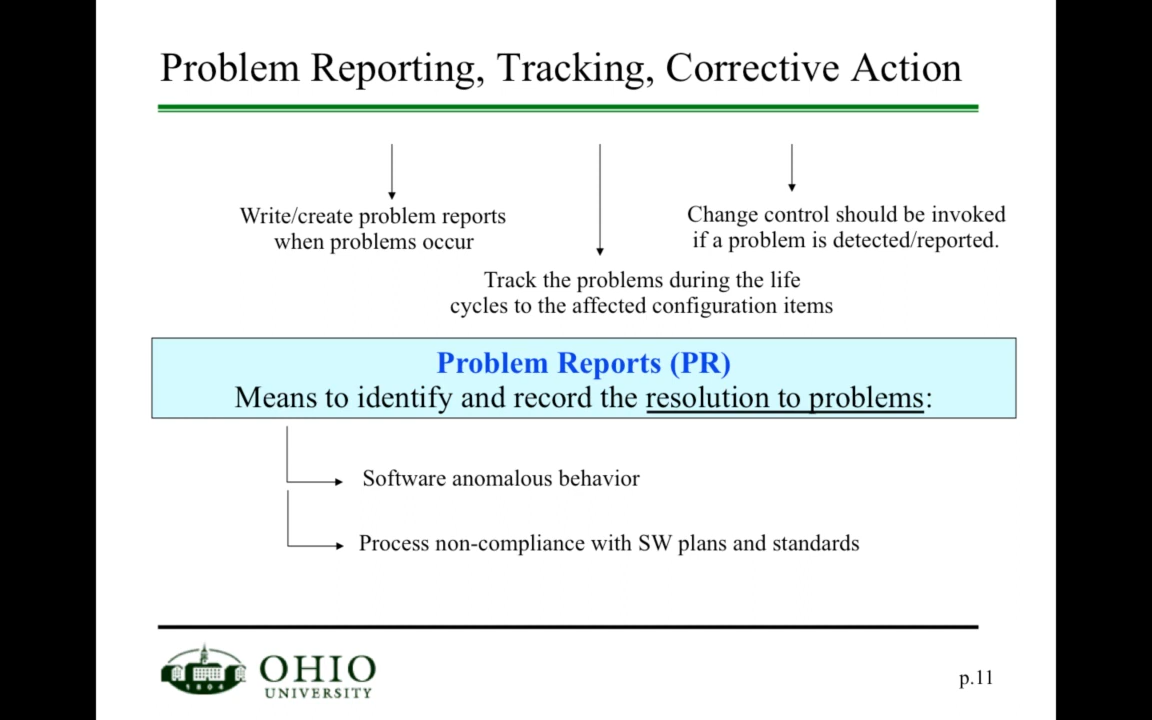 Problem Reporting, Tracking, Corrective Action
Write/create problem reports
when problems occur
Change control should be invoked
if a problem is detected/reported.
Track the problems during the life
cycles to the affected configuration items
Problem Reports (PR)
Means to identify and record the resolution to problems:
Software anomalous behavior
Process non-compliance with SW plans and standards
1804
OHIO
UNIVERSITY
p.11